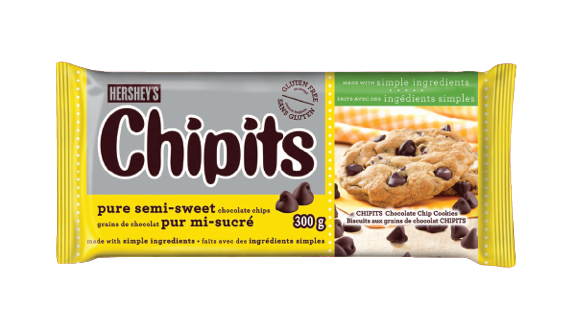 HERSHEY'S
Chipits
GLUTEN FREE
SANS GLUTEN
pure semi-sweet chocolate chips
grains de chocolat pur mi-sucré
300 g
made with simple ingredients • faits avec des ingrédients simples
MADE WITH simple ingredients
FAITS AVEC DES ingédients simples
CHIPITS Chocolate Chip Cookies
Biscuits aux grains de chocolat CHIPITS